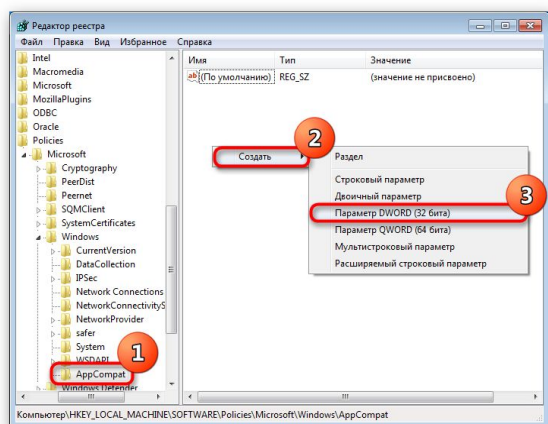 Редактор реестра
Файл Правка Вид Избранное Справка
Intel
Macromedia
Microsoft
MozillaPlugins
ODBC
Oracle
Policies
Microsoft
Cryptography
PeerDist
Peernet
SQMClient
SystemCertificates
Windows
CurrentVersion
DataCollection
IPSec
Network Connections
NetworkConnectivityS
NetworkProvider
safer
System
WSDAPI
AppCompat
Windows Defender
1
Имя Тип Значение
ab (По умолчанию) REG_SZ (значение не присвоено)
2
Создать
Раздел
Строковый параметр
Двоичный параметр
3
Параметр DWORD (32 бита)
Параметр QWORD (64 бита)
Мультистроковый параметр
Расширяемый строковый параметр
Компьютер\HKEY_LOCAL_MACHINE\SOFTWARE\Policies\Microsoft\Windows\AppCompat